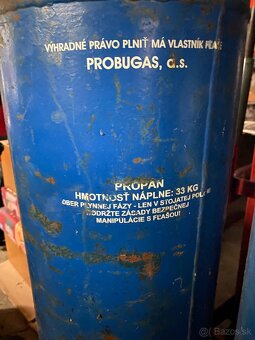 VÝHRADNÉ PRÁVO PLNIŤ MÁ VLASTNÍK FĽAŠE
PROBUGAS, a.s.
PROPÁN
HMOTNOSŤ NÁPLNE: 33 KG
ODBER PLYNNEJ FÁZY - LEN V STOJATEJ POLOHE
DODRŽTE ZÁSADY BEZPEČNEJ
MANIPULÁCIE S FĽAŠOU!
Bazos.sk